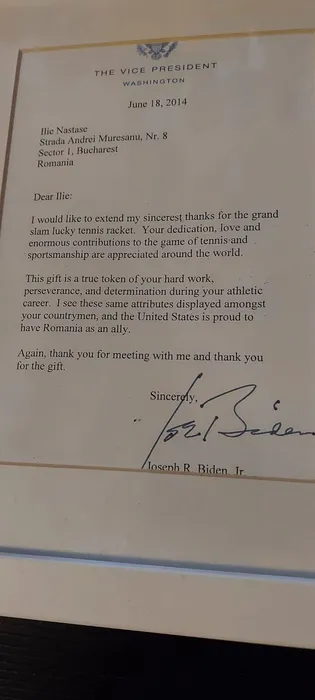 THE VICE PRESIDENT
WASHINGTON
June 18, 2014
Ilie Nastase
Strada Andrei Muresanu, Nr. 8
Sector 1, Bucharest
Romania
Dear Ilie:
I would like to extend my sincerest thanks for the grand
slam lucky tennis racket. Your dedication, love and
enormous contributions to the game of tennis and
sportsmanship are appreciated around the world.
This gift is a true token of your hard work,
perseverance, and determination during your athletic
career. I see these same attributes displayed amongst
your countrymen, and the United States is proud to
have Romania as an ally.
Again, thank you for meeting with me and thank you
for the gift.
Sincerely,
Joe Biden
Joseph R. Biden, Jr.